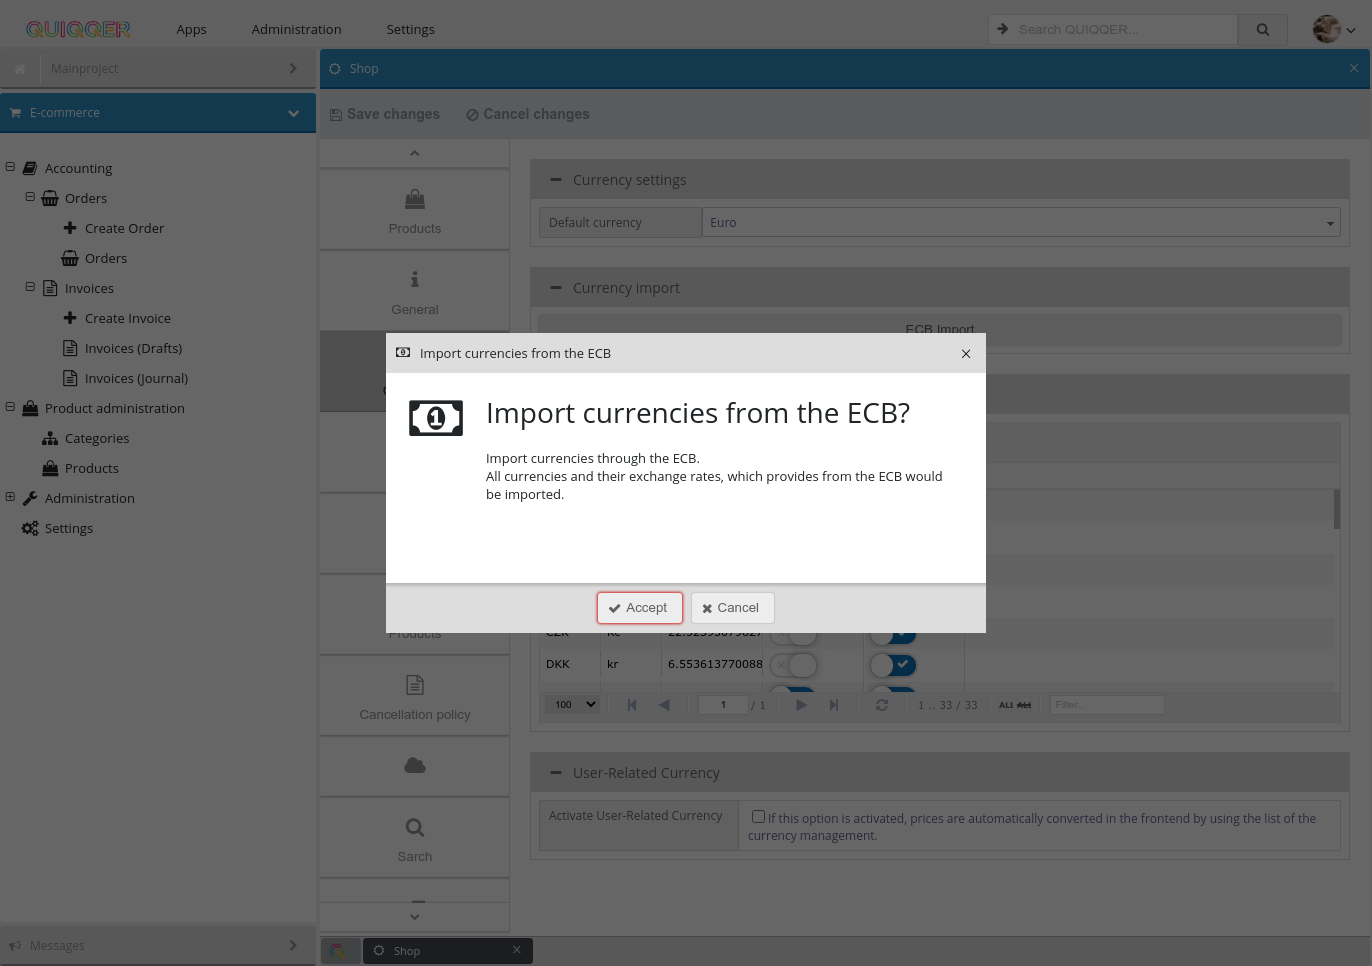 QUIQQER
Apps
Administration
Settings
Search QUIQQER...
Mainproject
Shop
E-commerce
Save changes
Cancel changes
Accounting
Orders
Create Order
Orders
Invoices
Create Invoice
Invoices (Drafts)
Invoices (Journal)
Product administration
Categories
Products
Administration
Settings
Products
General
Products
Cancellation policy
Sarch
Currency settings
Default currency
Euro
Currency import
ECB Import
Import currencies from the ECB
Import currencies from the ECB?
Import currencies through the ECB.
All currencies and their exchange rates, which provides from the ECB would
be imported.
Accept
Cancel
DKK
kr
6.553613770088
100
1
/ 1
1 .. 33 / 33
ALL
ALL
Filter...
User-Related Currency
Activate User-Related Currency
If this option is activated, prices are automatically converted in the frontend by using the list of the
currency management.
Messages
Shop